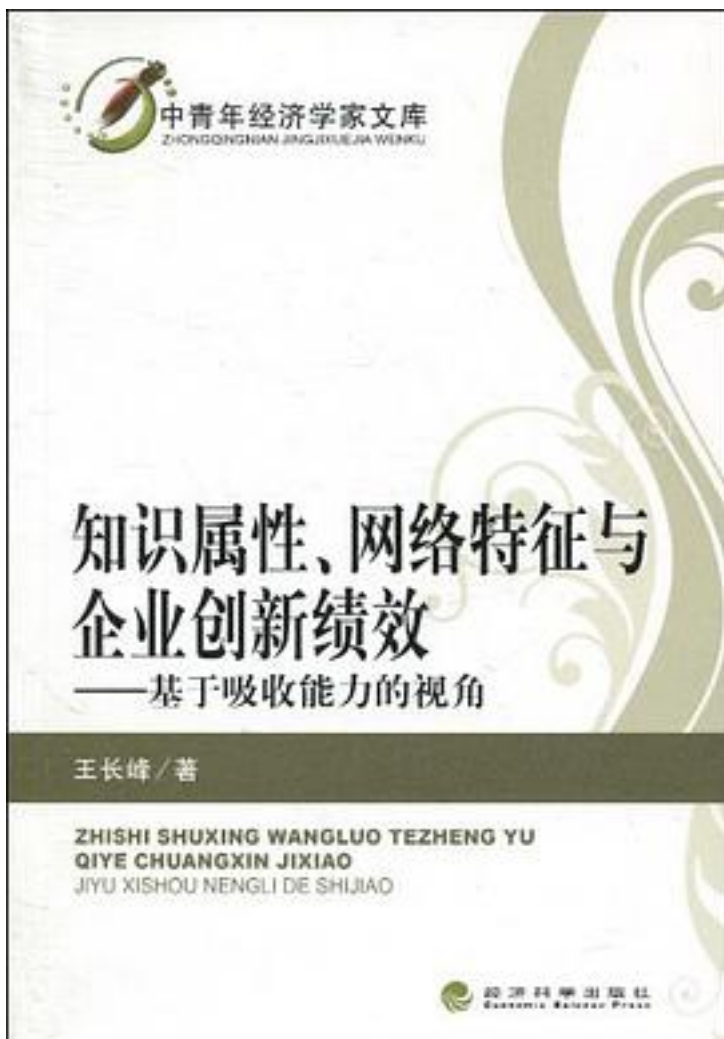 中青年经济学家文库
ZHONGQINGNIAN JINGJIXUEJIA WENKU
知识属性、网络特征与
企业创新绩效
——基于吸收能力的视角
王长峰/著
ZHISHI SHUXING WANGLUO TEZHENG YU
QIYE CHUANGXIN JIXIAO
JIYU XISHOU NENGLI DE SHIJIAO
经济科学出版社
Economic Science Press